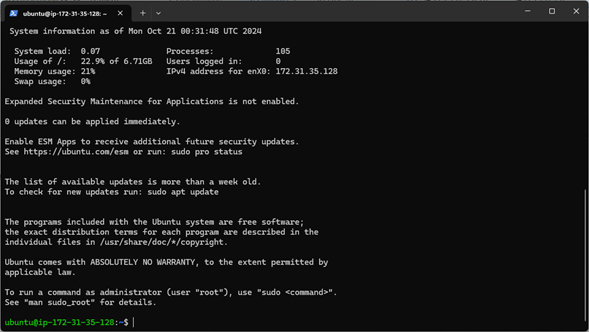 ubuntu@ip-172-31-35-128: ~
System information as of Mon Oct 21 00:31:48 UTC 2024
System load:  0.07               Processes:             105
Usage of /:   22.9% of 6.71GB   Users logged in:       0
Memory usage: 21%                IPv4 address for enX0: 172.31.35.128
Swap usage:   0%
Expanded Security Maintenance for Applications is not enabled.
0 updates can be applied immediately.
Enable ESM Apps to receive additional future security updates.
See https://ubuntu.com/esm or run: sudo pro status
The list of available updates is more than a week old.
To check for new updates run: sudo apt update
The programs included with the Ubuntu system are free software;
the exact distribution terms for each program are described in the
individual files in /usr/share/doc/*/copyright.
Ubuntu comes with ABSOLUTELY NO WARRANTY, to the extent permitted by
applicable law.
To run a command as administrator (user "root"), use "sudo <command>".
See "man sudo_root" for details.
ubuntu@ip-172-31-35-128:~$